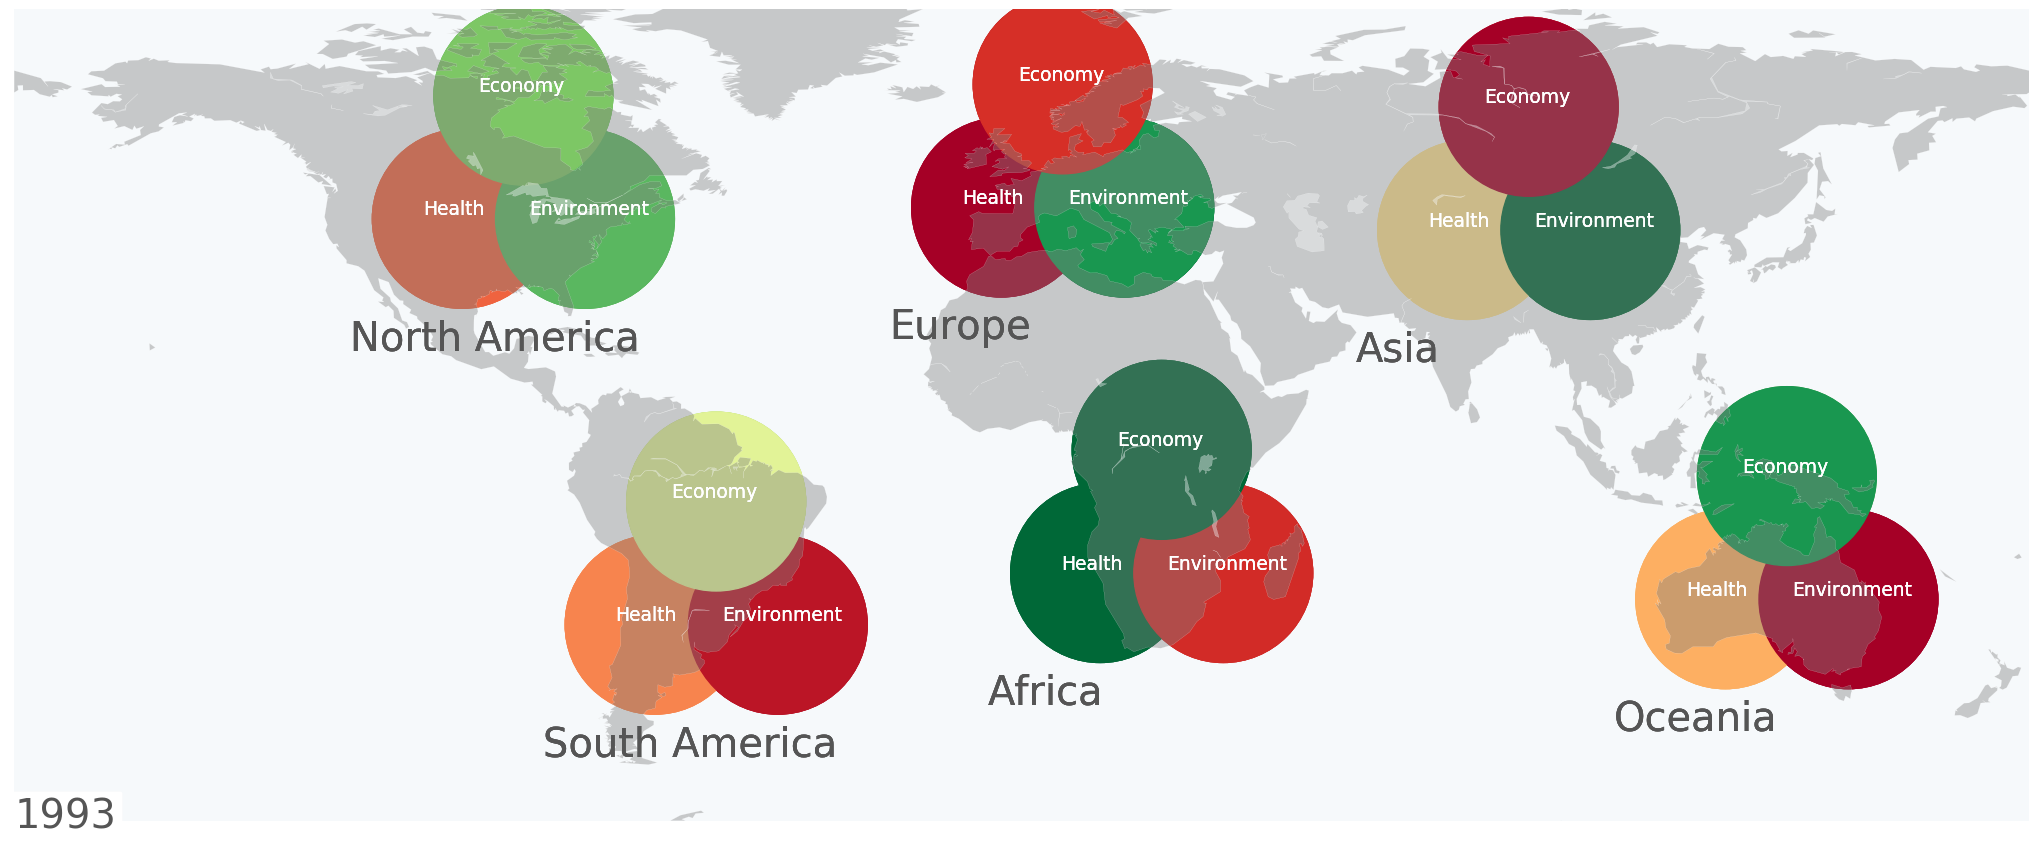 Economy
Health
Environment
North America
Economy
Health
Environment
Europe
Economy
Health
Environment
Asia
Economy
Health
Environment
South America
Economy
Health
Environment
Africa
Economy
Health
Environment
Oceania
1993